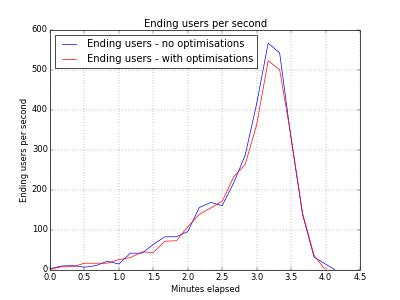 Ending users per second
Ending users - no optimisations
Ending users - with optimisations
Ending users per second
600
500
400
300
200
100
0
0.0 0.5 1.0 1.5 2.0 2.5 3.0 3.5 4.0 4.5
Minutes elapsed